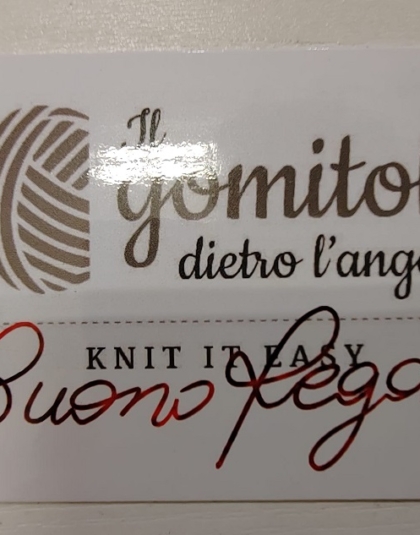 Il
gomitol
dietro l'ang
KNIT IT EASY
Buono Rega